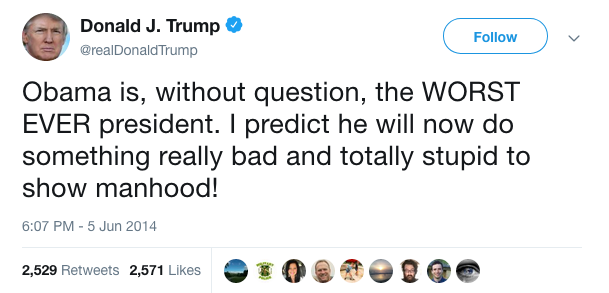 Donald J. Trump
@realDonaldTrump
Follow
Obama is, without question, the WORST
EVER president. I predict he will now do
something really bad and totally stupid to
show manhood!
6:07 PM - 5 Jun 2014
2,529 Retweets 2,571 Likes